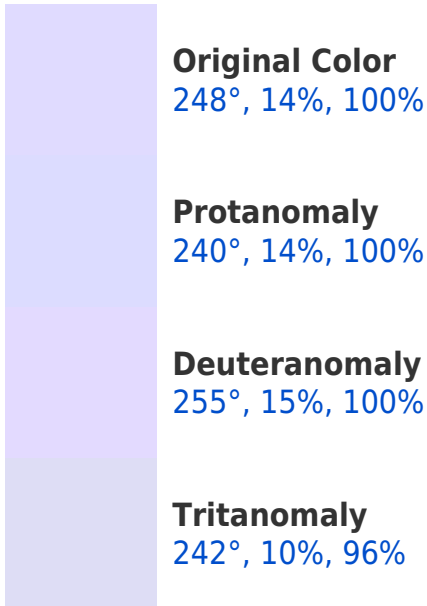 Original Color
248°, 14%, 100%
Protanomaly
240°, 14%, 100%
Deuteranomaly
255°, 15%, 100%
Tritanomaly
242°, 10%, 96%